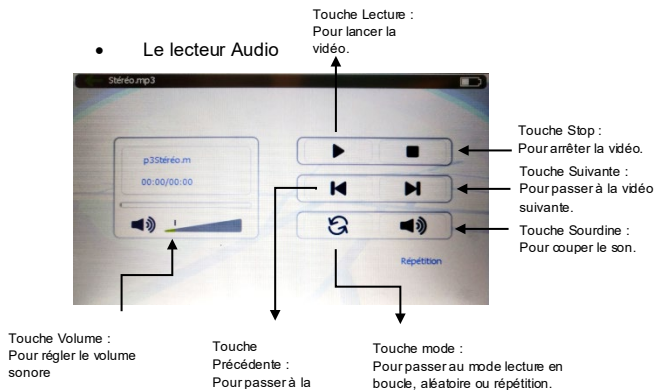 Touche Lecture :
Pour lancer la
vidéo.
• Le lecteur Audio
Stéréo.mp3
p3Stéréo.m
00:00/00:00
Répétition
Touche Stop :
Pour arrêter la vidéo.
Touche Suivante :
Pour passer à la vidéo
suivante.
Touche Sourdine :
Pour couper le son.
Touche Volume :
Pour régler le volume
sonore
Touche
Précédente :
Pour passer à la
Touche mode :
Pour passer au mode lecture en
boucle, aléatoire ou répétition.